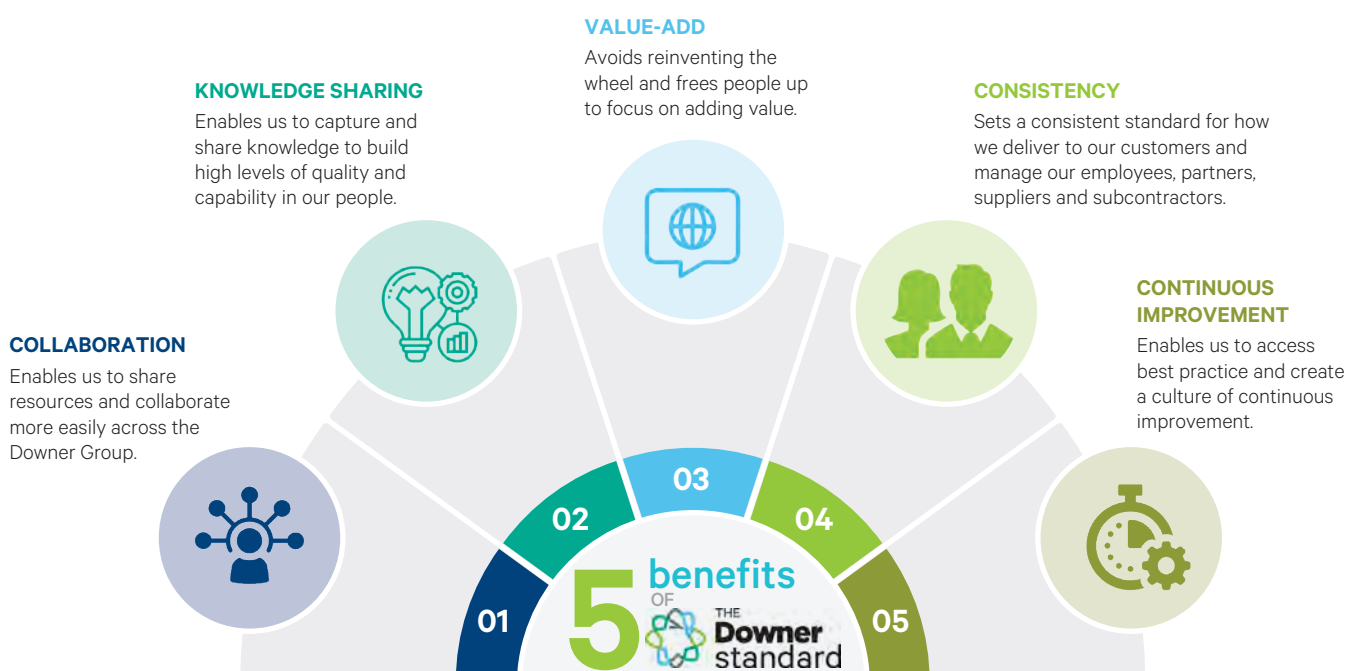 COLLABORATION
Enables us to share
resources and collaborate
more easily across the
Downer Group.
KNOWLEDGE SHARING
Enables us to capture and
share knowledge to build
high levels of quality and
capability in our people.
VALUE-ADD
Avoids reinventing the
wheel and frees people up
to focus on adding value.
CONSISTENCY
Sets a consistent standard for how
we deliver to our customers and
manage our employees, partners,
suppliers and subcontractors.
CONTINUOUS
IMPROVEMENT
Enables us to access
best practice and create
a culture of continuous
improvement.
01
02
03
04
05
5 benefits
OF
THE
Downer
standard